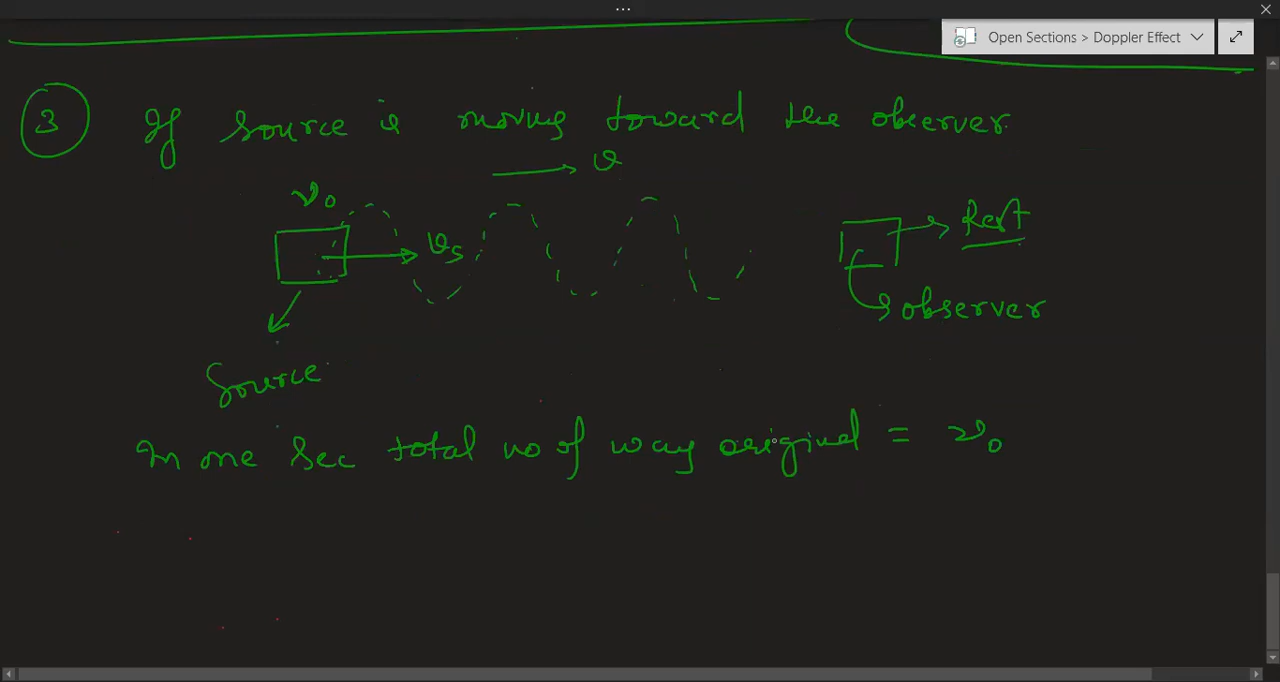 ...
Open Sections > Doppler Effect
3 If source is moving toward the observer
→ v
ν₀
vₛ
Rest
observer
Source
In one sec total no of way original = ν₀